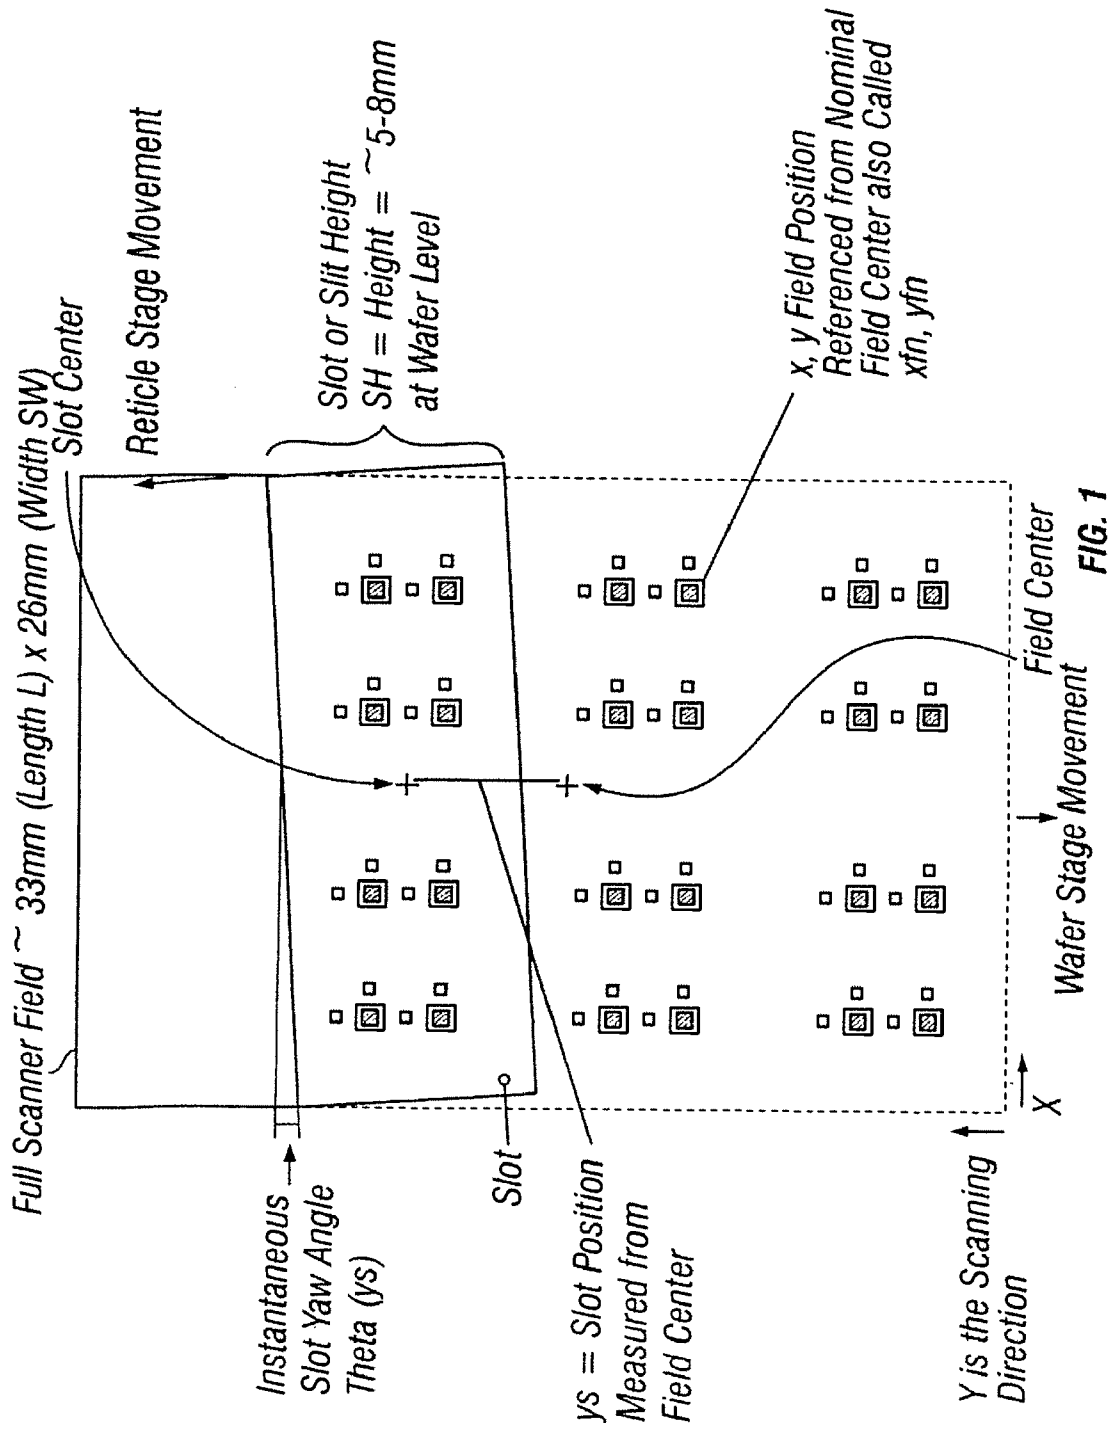 Full Scanner Field ~ 33mm (Length L) x 26mm (Width SW)
Slot Center
Reticle Stage Movement
Slot or Slit Height
SH = Height = ~5-8mm
at Wafer Level
x, y Field Position
Referenced from Nominal
Field Center also Called
xfn, yfn
Instantaneous
Slot Yaw Angle
Theta (ys)
Slot
ys = Slot Position
Measured from
Field Center
Y is the Scanning
Direction
X
Wafer Stage Movement
Field Center
FIG. 1